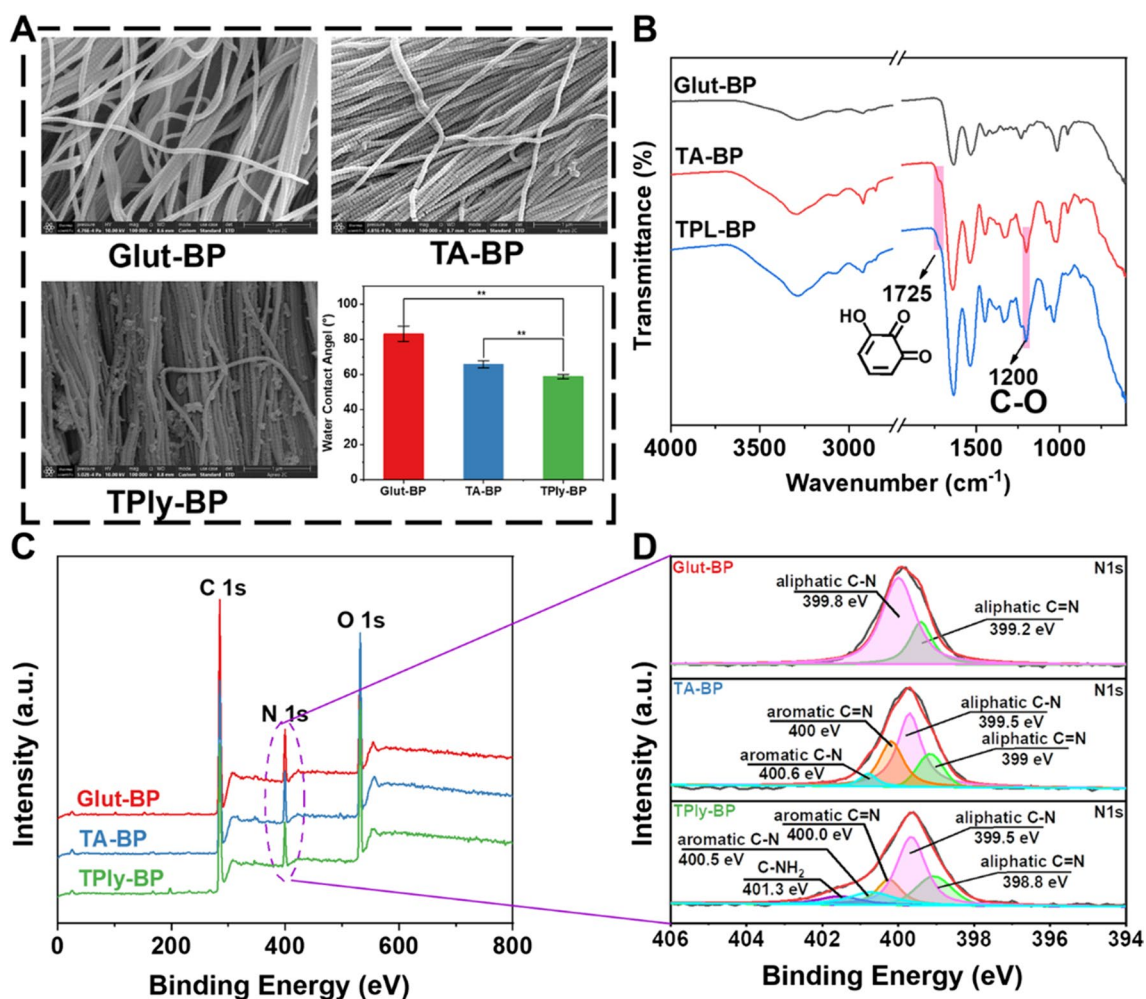 A
Glut-BP
TA-BP
TPly-BP
Water Contact Angel (°)
100
80
60
40
20
0
**
**
Glut-BP
TA-BP
TPly-BP
B
Transmittance (%)
Glut-BP
TA-BP
TPL-BP
1725
HO
O
O
1200
C-O
4000
3000
1500
1000
Wavenumber (cm-1)
C
Intensity (a.u.)
C 1s
O 1s
N 1s
Glut-BP
TA-BP
TPly-BP
0
200
400
600
800
Binding Energy (eV)
D
Intensity (a.u.)
Glut-BP
N1s
aliphatic C-N
399.8 eV
aliphatic C=N
399.2 eV
TA-BP
N1s
aromatic C=N
400 eV
aromatic C-N
400.6 eV
aliphatic C-N
399.5 eV
aliphatic C=N
399 eV
TPly-BP
N1s
aromatic C=N
400.0 eV
aromatic C-N
400.5 eV
C-NH2
401.3 eV
aliphatic C-N
399.5 eV
aliphatic C=N
398.8 eV
406
404
402
400
398
396
394
Binding Energy (eV)